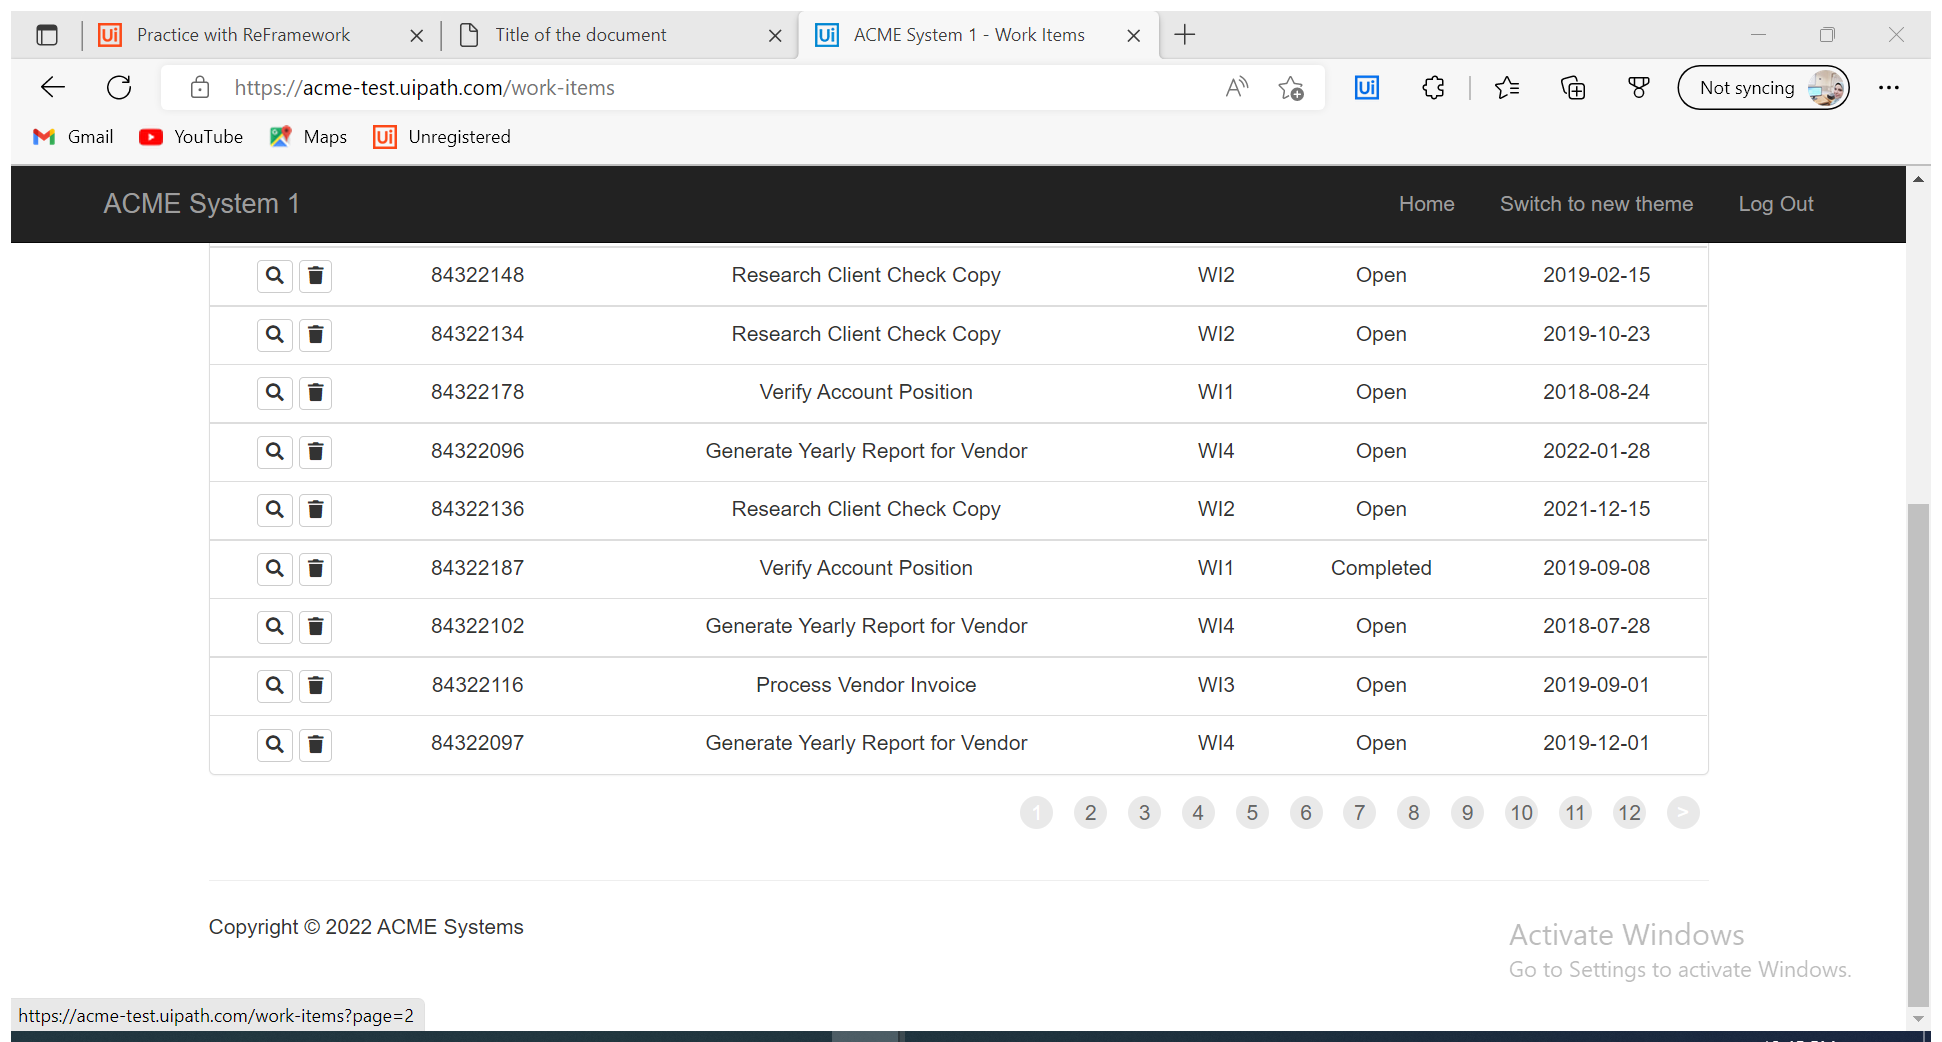 Practice with ReFramework
Title of the document
ACME System 1 - Work Items
https://acme-test.uipath.com/work-items
Not syncing
Gmail
YouTube
Maps
Unregistered
ACME System 1
Home
Switch to new theme
Log Out
84322148 Research Client Check Copy WI2 Open 2019-02-15
84322134 Research Client Check Copy WI2 Open 2019-10-23
84322178 Verify Account Position WI1 Open 2018-08-24
84322096 Generate Yearly Report for Vendor WI4 Open 2022-01-28
84322136 Research Client Check Copy WI2 Open 2021-12-15
84322187 Verify Account Position WI1 Completed 2019-09-08
84322102 Generate Yearly Report for Vendor WI4 Open 2018-07-28
84322116 Process Vendor Invoice WI3 Open 2019-09-01
84322097 Generate Yearly Report for Vendor WI4 Open 2019-12-01
1 2 3 4 5 6 7 8 9 10 11 12 >
Copyright © 2022 ACME Systems
Activate Windows
Go to Settings to activate Windows.
https://acme-test.uipath.com/work-items?page=2